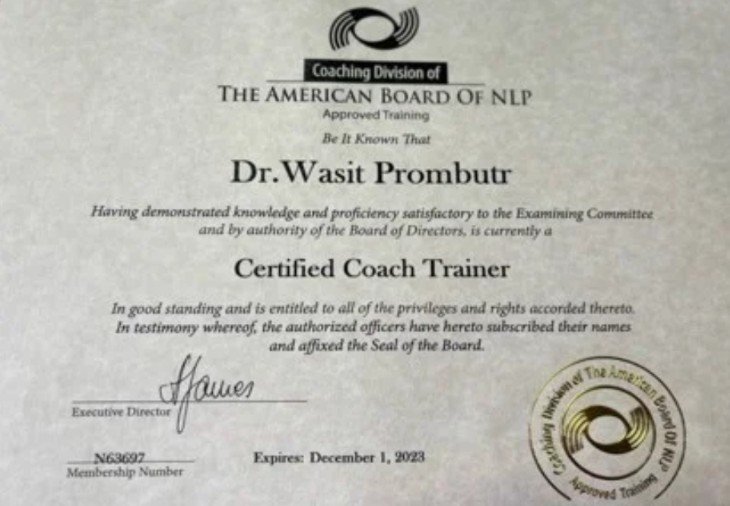 Coaching Division of
THE AMERICAN BOARD OF NLP
Approved Training
Be It Known That
Dr.Wasit Prombutr
Having demonstrated knowledge and proficiency satisfactory to the Examining Committee
and by authority of the Board of Directors, is currently a
Certified Coach Trainer
In good standing and is entitled to all of the privileges and rights accorded thereto.
In testimony whereof, the authorized officers have hereto subscribed their names
and affixed the Seal of the Board.
Executive Director
N63697
Membership Number
Expires: December 1, 2023
Coaching Division of The American Board Of NLP
Approved Training